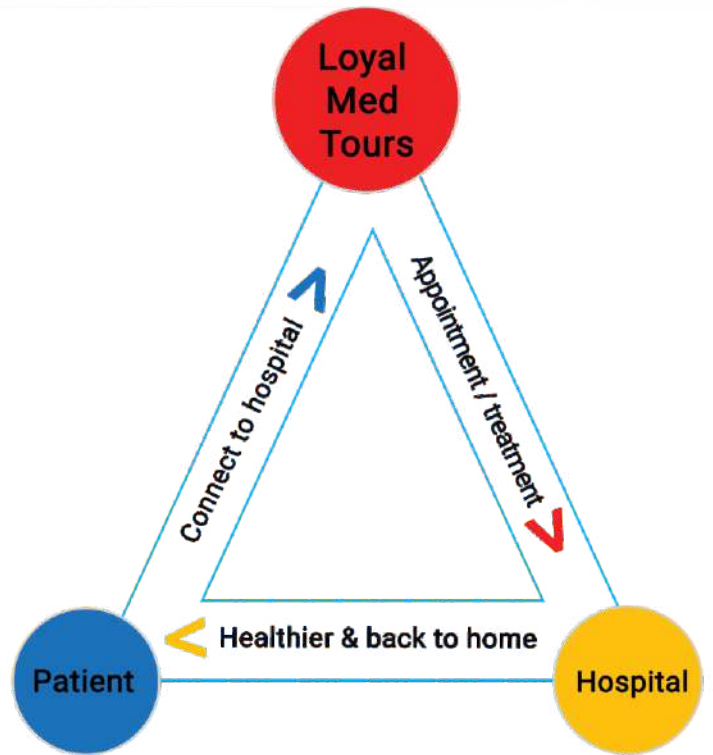 Loyal
Med
Tours
Connect to hospital
Appointment / treatment
Healthier & back to home
Patient
Hospital